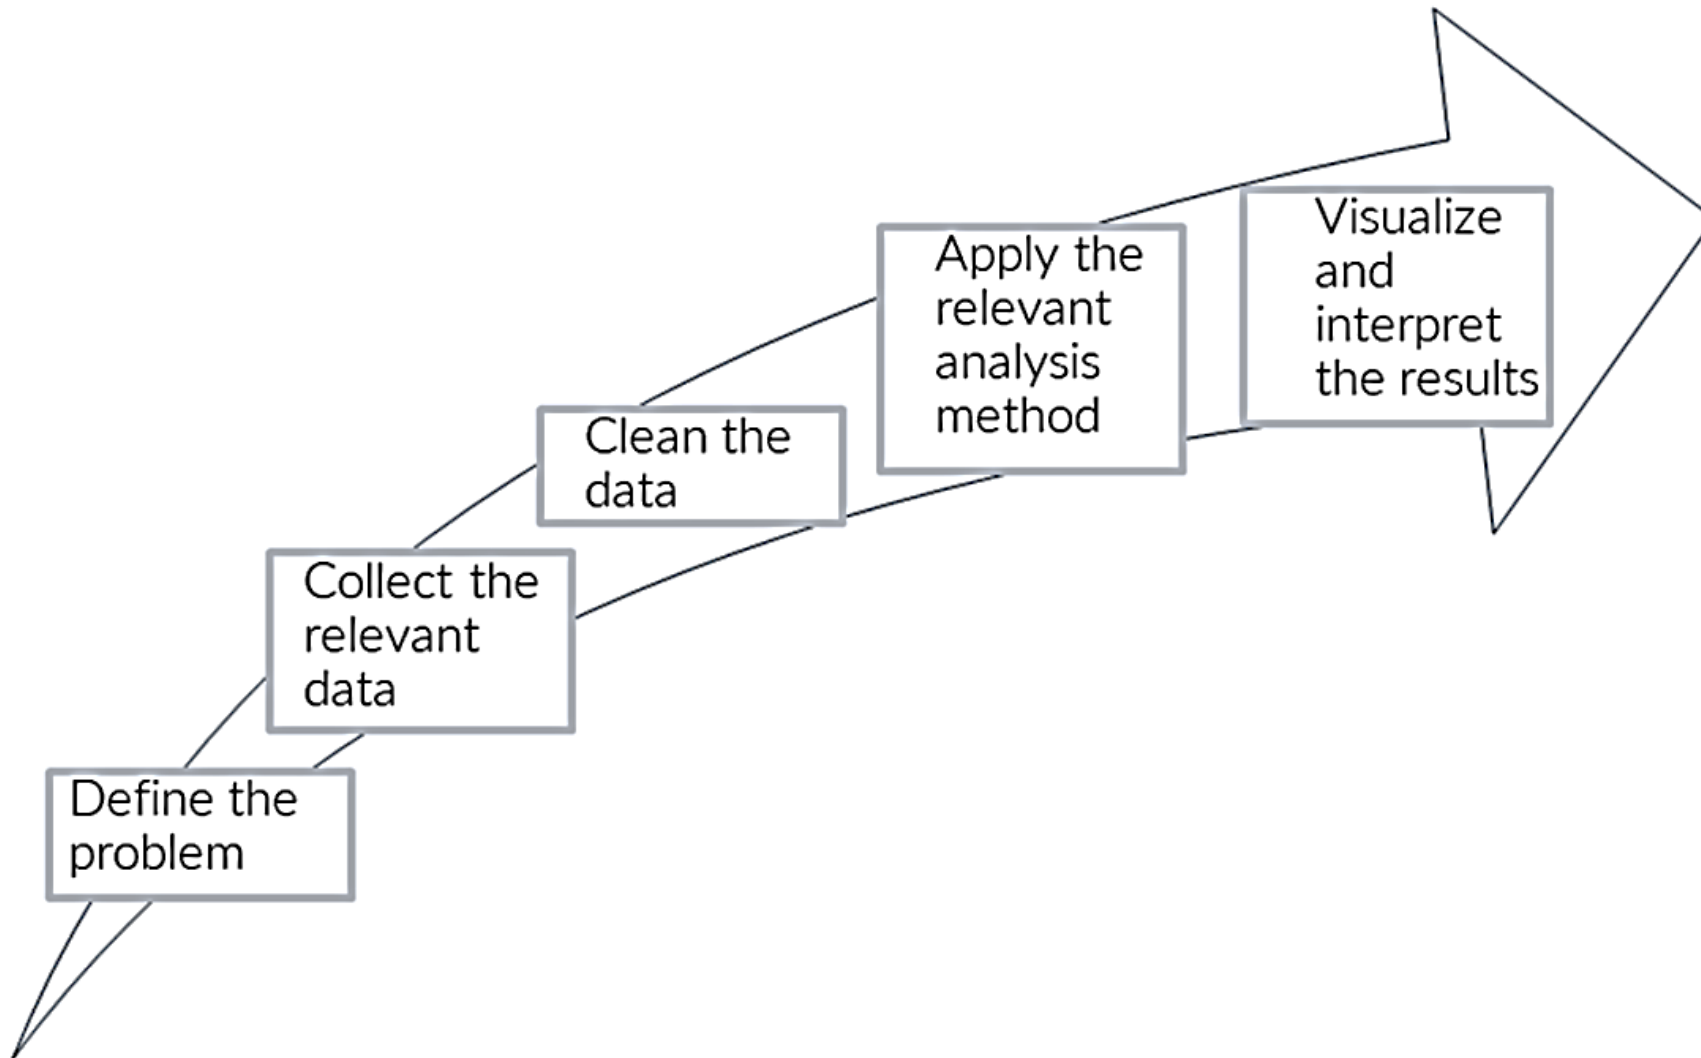 Define the
problem
Collect the
relevant
data
Clean the
data
Apply the
relevant
analysis
method
Visualize
and
interpret
the results